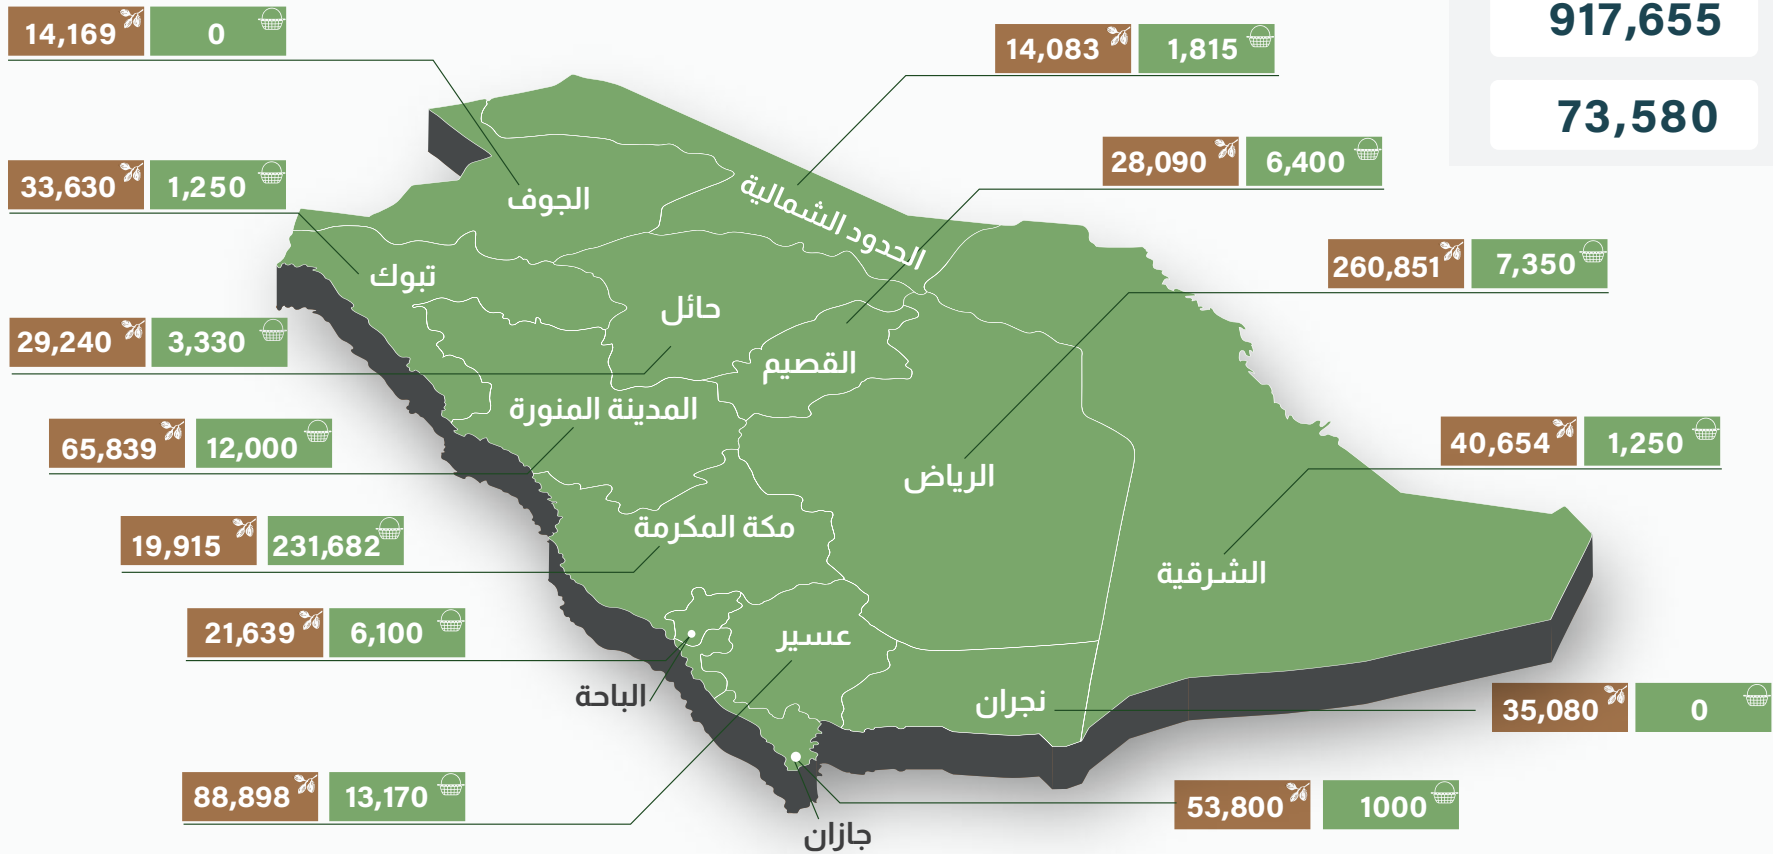 917,655
73,580
14,169 0
14,083 1,815
28,090 6,400
33,630 1,250
260,851 7,350
29,240 3,330
65,839 12,000
40,654 1,250
19,915 231,682
21,639 6,100
35,080 0
88,898 13,170
53,800 1000
الجوف
الحدود الشمالية
تبوك
حائل
القصيم
المدينة المنورة
الرياض
مكة المكرمة
الشرقية
عسير
الباحة
نجران
جازان